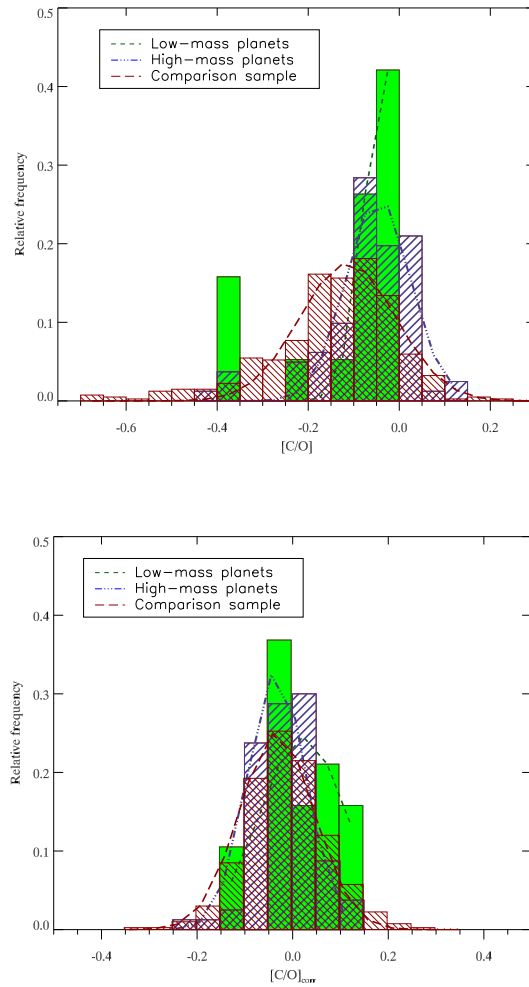 0.5
0.4
0.3
0.2
0.1
0.0
Relative frequency
Low-mass planets
High-mass planets
Comparison sample
-0.6 -0.4 -0.2 0.0 0.2
[C/O]
0.5
0.4
0.3
0.2
0.1
0.0
Relative frequency
Low-mass planets
High-mass planets
Comparison sample
-0.4 -0.2 0.0 0.2 0.4
[C/O]corr